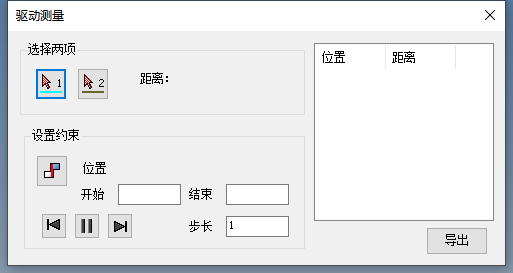 驱动测量
选择两项
1 2 距离:
位置 距离
设置约束
位置
开始 结束
步长 1
导出